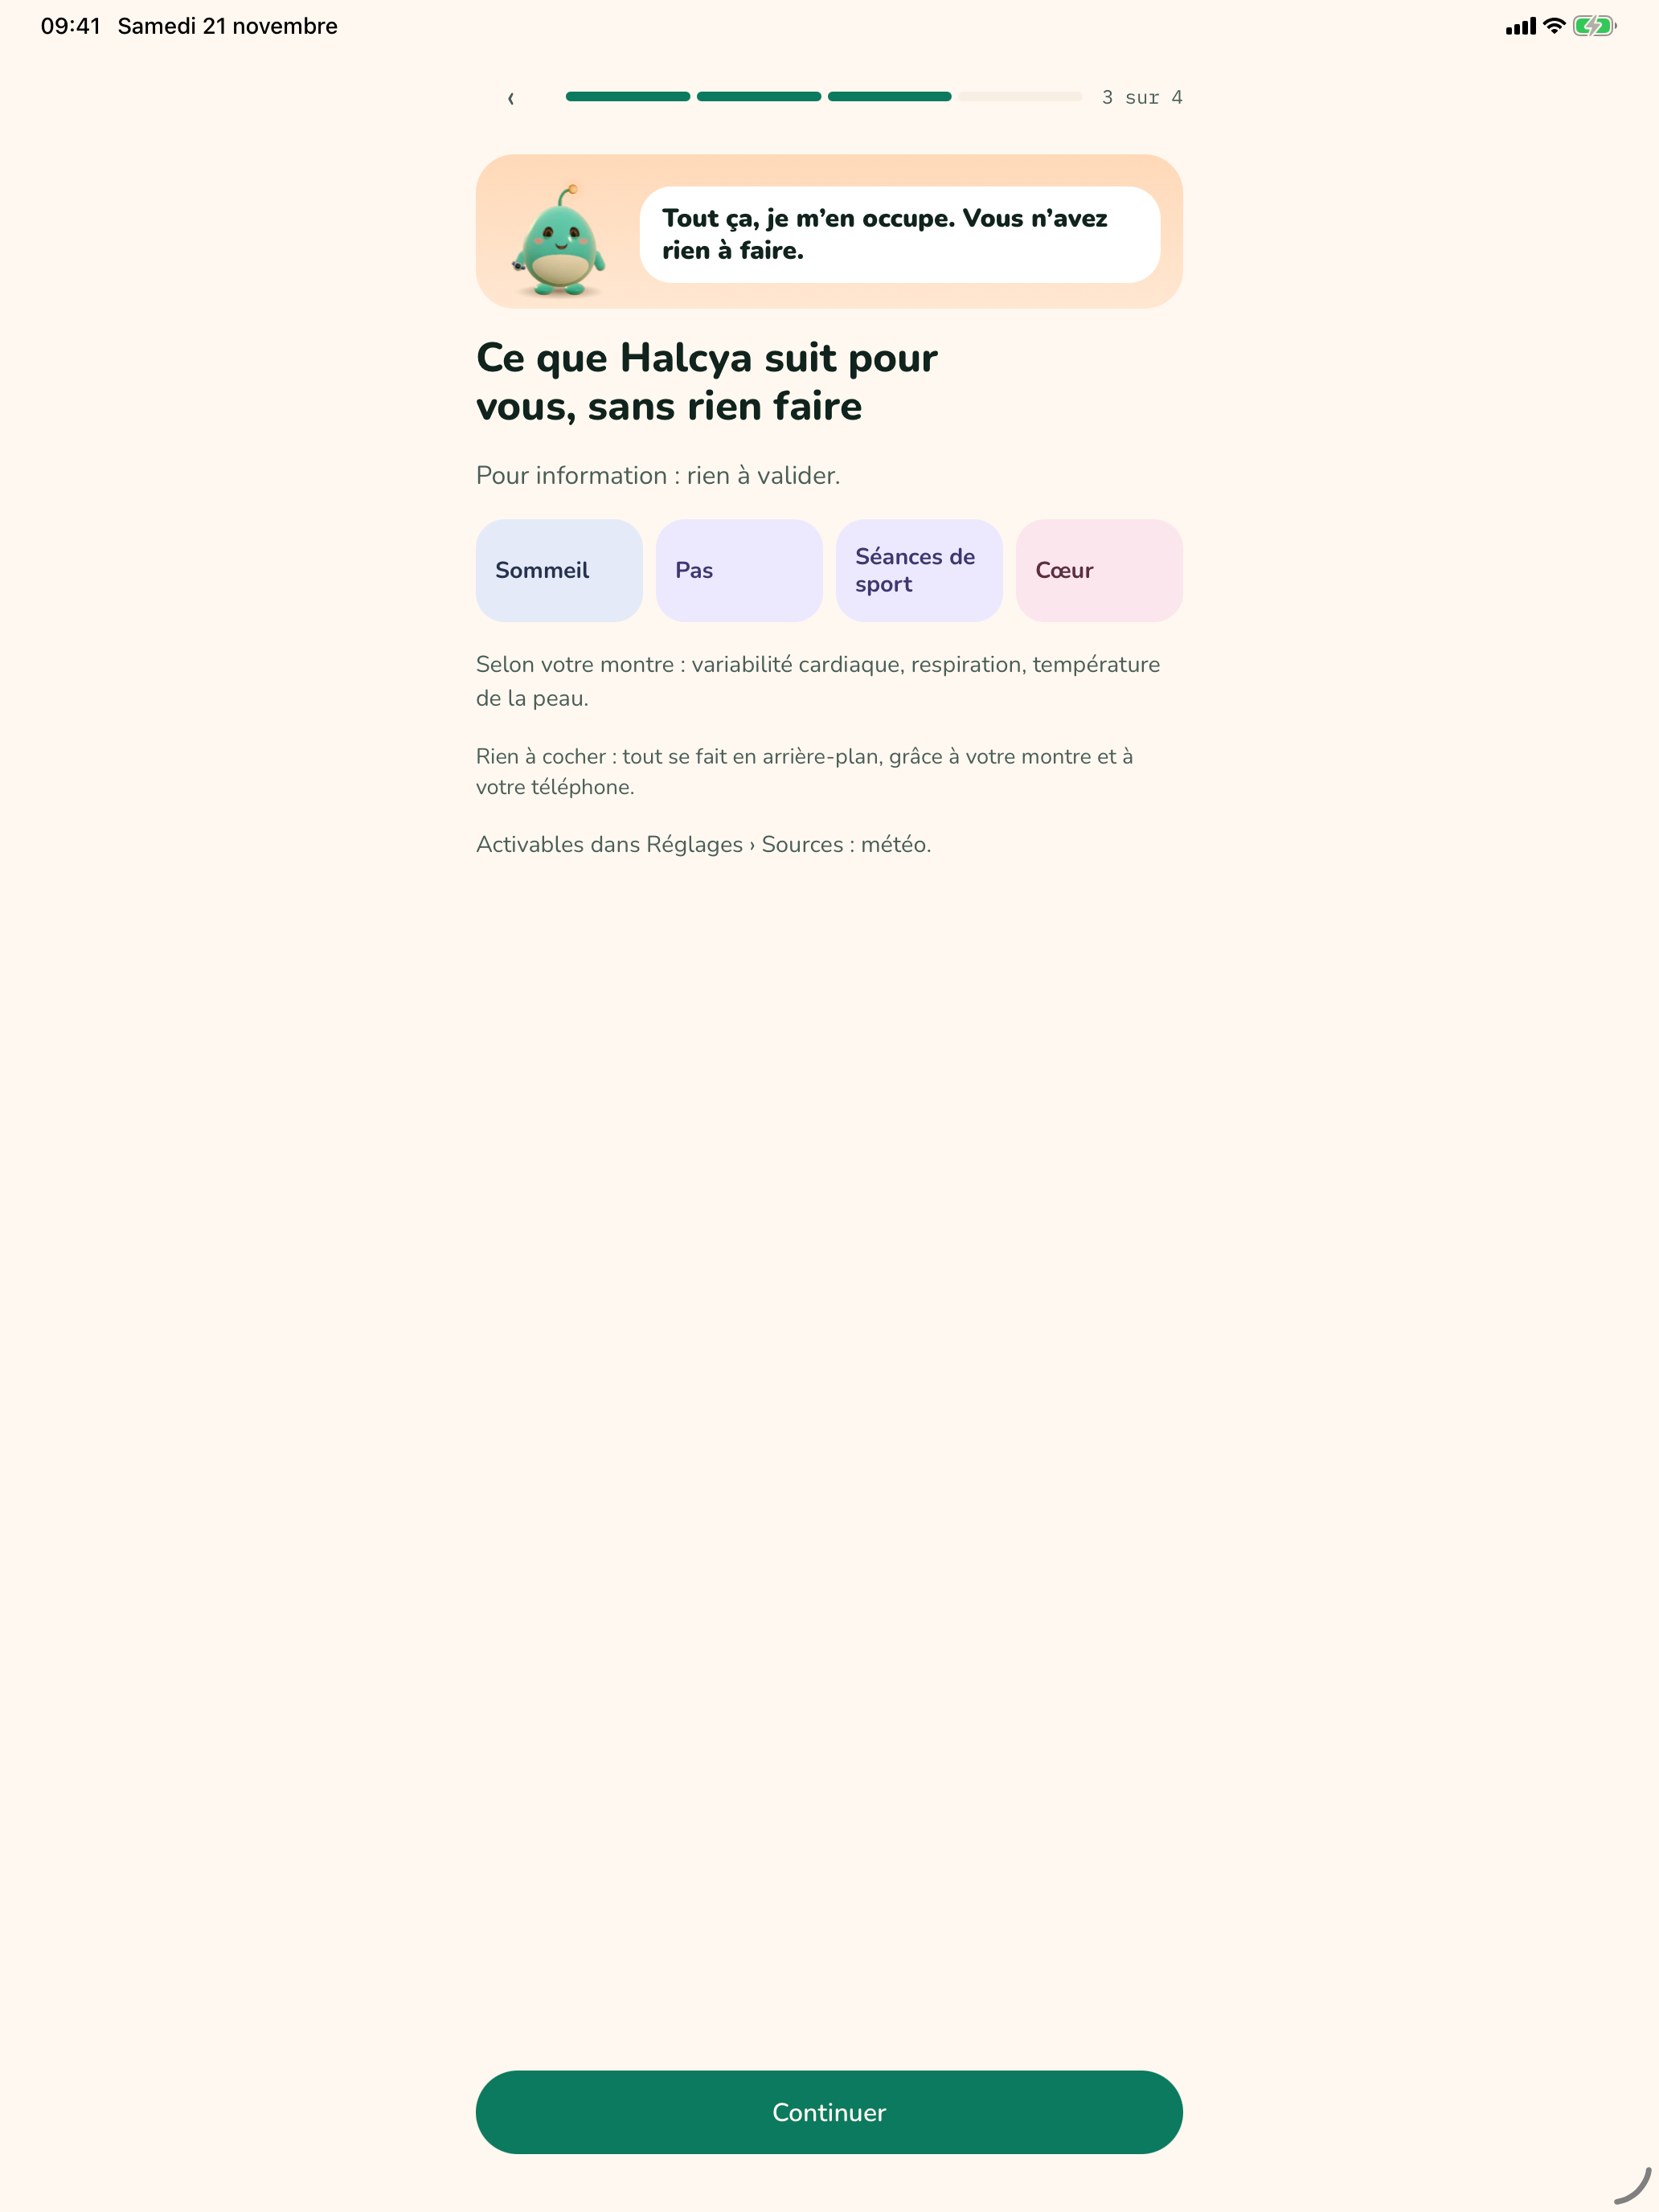 09:41 Samedi 21 novembre
‹ 3 sur 4
Tout ça, je m’en occupe. Vous n’avez
rien à faire.
Ce que Halcya suit pour
vous, sans rien faire
Pour information : rien à valider.
Sommeil
Pas
Séances de
sport
Cœur
Selon votre montre : variabilité cardiaque, respiration, température
de la peau.
Rien à cocher : tout se fait en arrière-plan, grâce à votre montre et à
votre téléphone.
Activables dans Réglages › Sources : météo.
Continuer